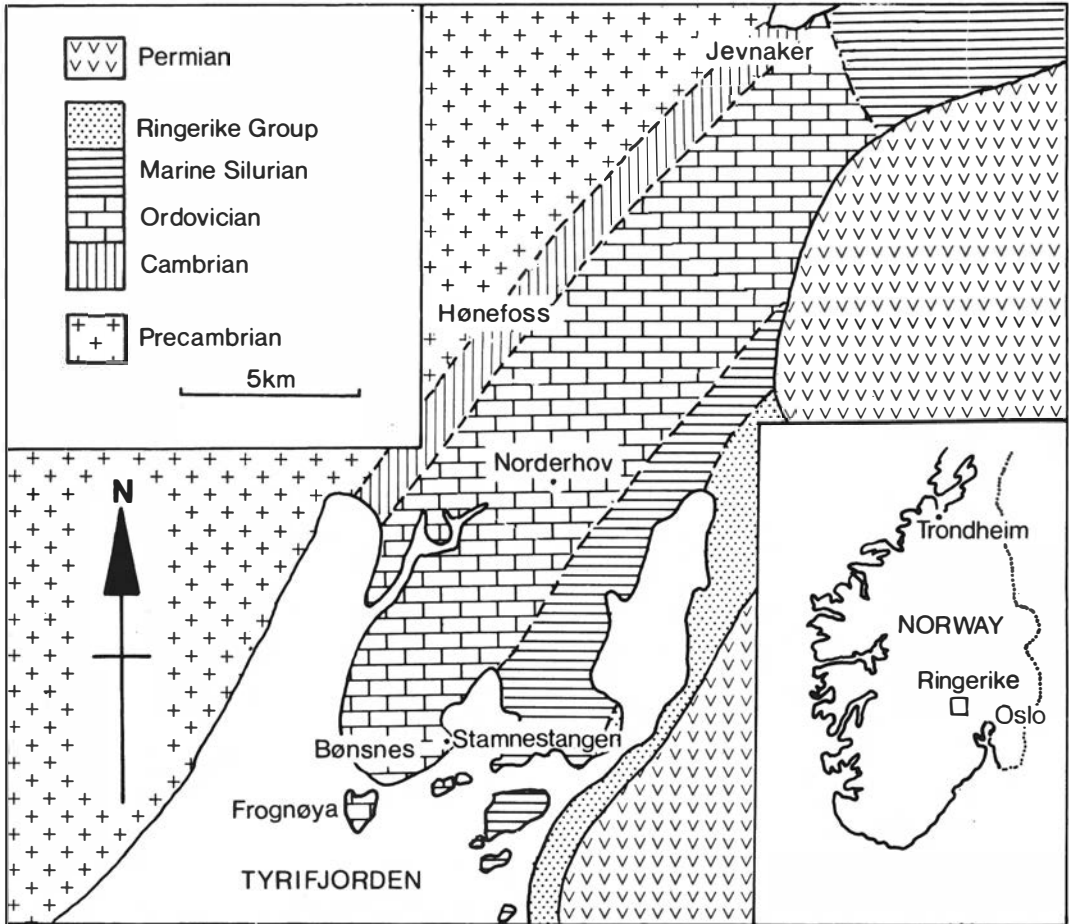 Permian
Ringerike Group
Marine Silurian
Ordovician
Cambrian
Precambrian
5km
Jevnaker
Hønefoss
Norderhov
N
Bønsnes
Stamnestangen
Frognøya
TYRIFJORDEN
Trondheim
NORWAY
Ringerike
Oslo